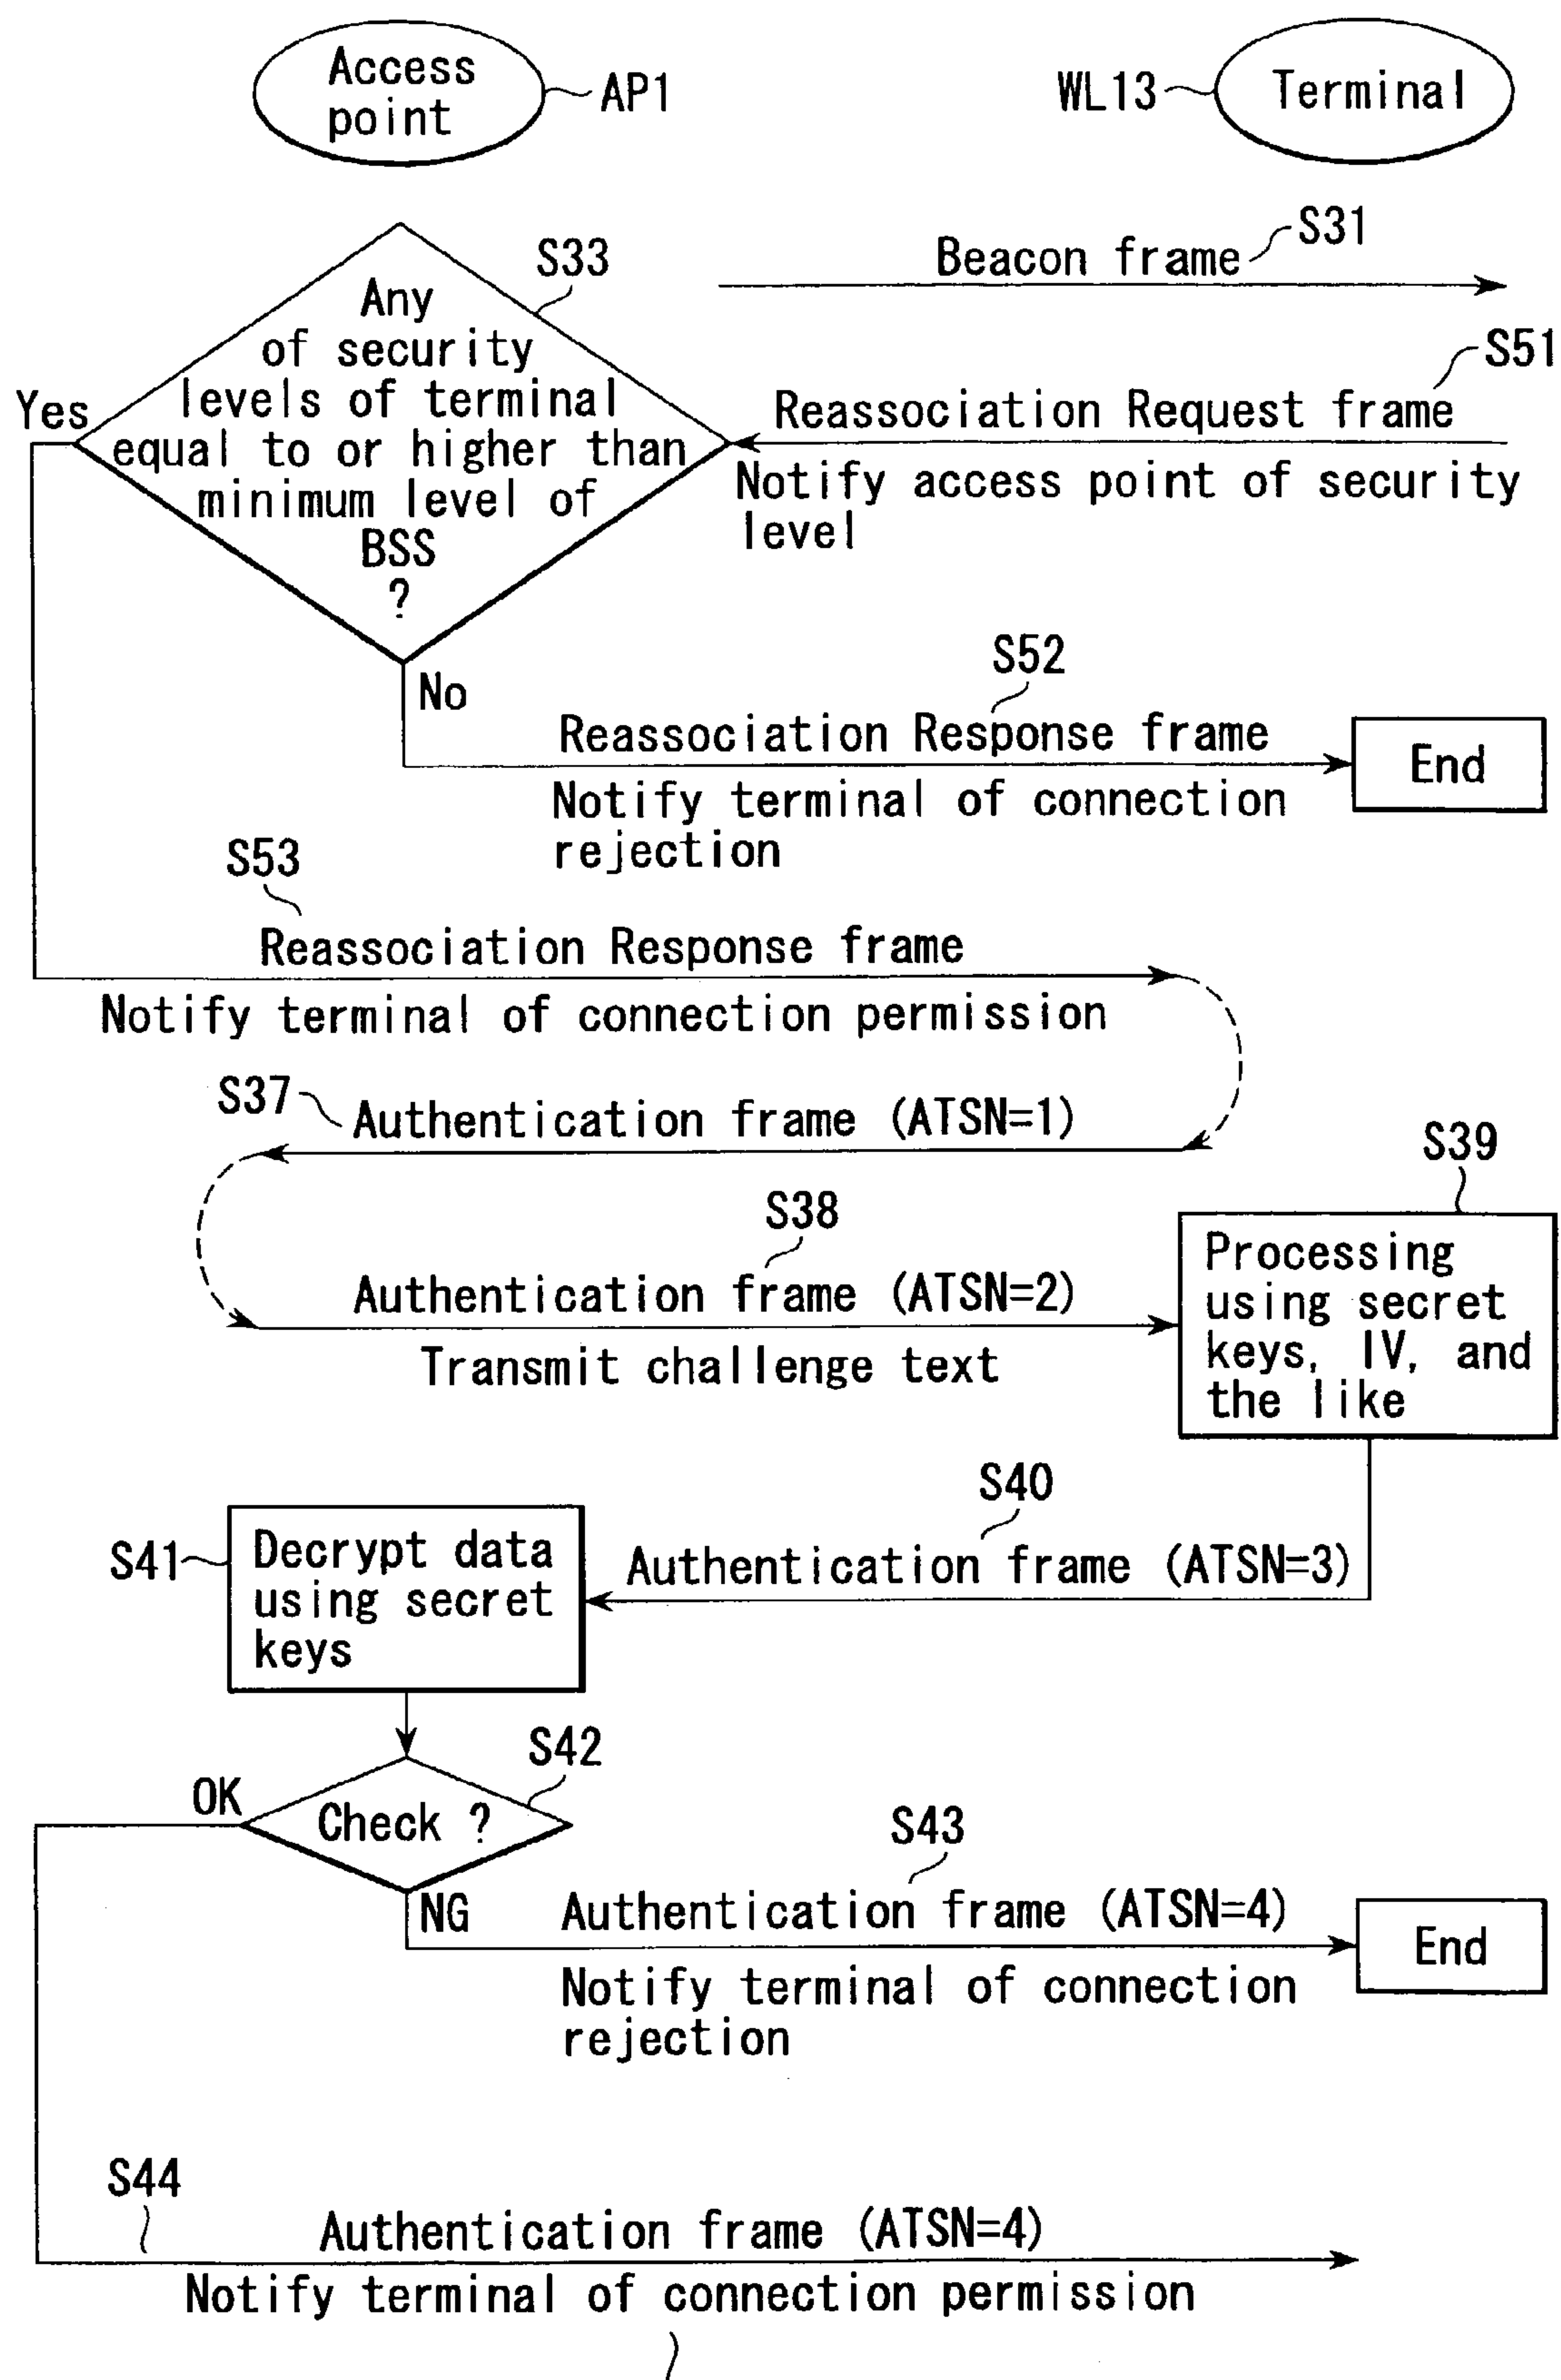 Access
point
AP1
WL13
Terminal
S31
Beacon frame
S33
Any
of security
levels of terminal
equal to or higher than
minimum level of
BSS
?
Yes
S51
Reassociation Request frame
Notify access point of security
level
No
S52
Reassociation Response frame
Notify terminal of connection
rejection
End
S53
Reassociation Response frame
Notify terminal of connection permission
S37
Authentication frame (ATSN=1)
S38
Authentication frame (ATSN=2)
Transmit challenge text
S39
Processing
using secret
keys, IV, and
the like
S40
Authentication frame (ATSN=3)
S41
Decrypt data
using secret
keys
S42
Check ?
OK
NG
S43
Authentication frame (ATSN=4)
Notify terminal of connection
rejection
End
S44
Authentication frame (ATSN=4)
Notify terminal of connection permission